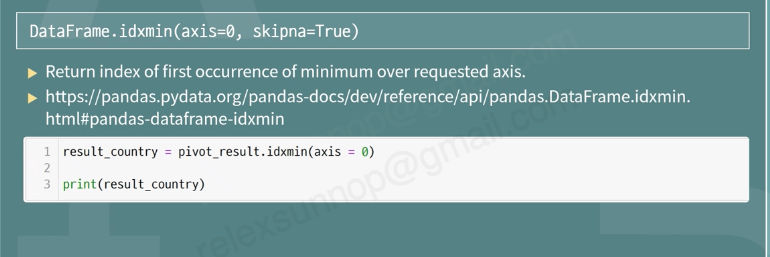 DataFrame.idxmin(axis=0, skipna=True)
Return index of first occurrence of minimum over requested axis.
https://pandas.pydata.org/pandas-docs/dev/reference/api/pandas.DataFrame.idxmin.
html#pandas-dataframe-idxmin
1 result_country = pivot_result.idxmin(axis = 0)
2
3 print(result_country)
relexsunnop@gmail.com